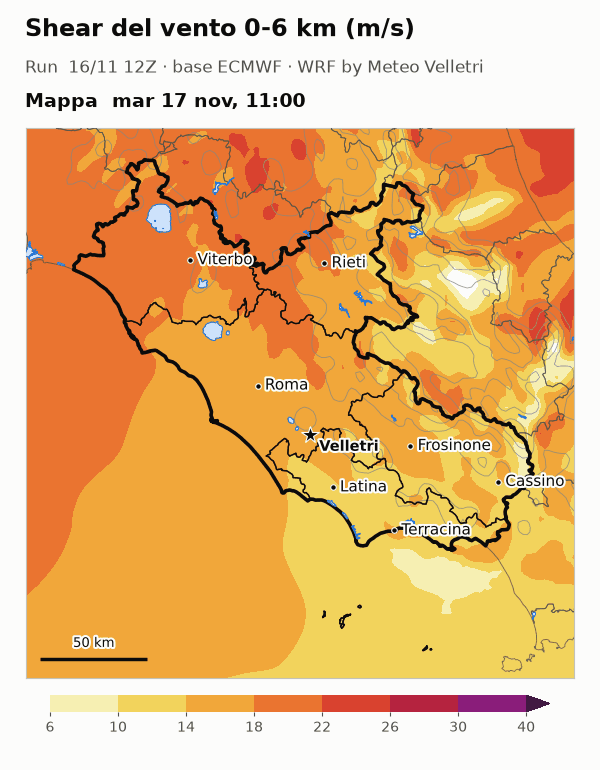 Shear del vento 0-6 km (m/s)
Run  16/11 12Z · base ECMWF · WRF by Meteo Velletri
Mappa  mar 17 nov, 11:00
Viterbo
Rieti
Roma
Velletri
Frosinone
Latina
Cassino
Terracina
50 km
6 10 14 18 22 26 30 40